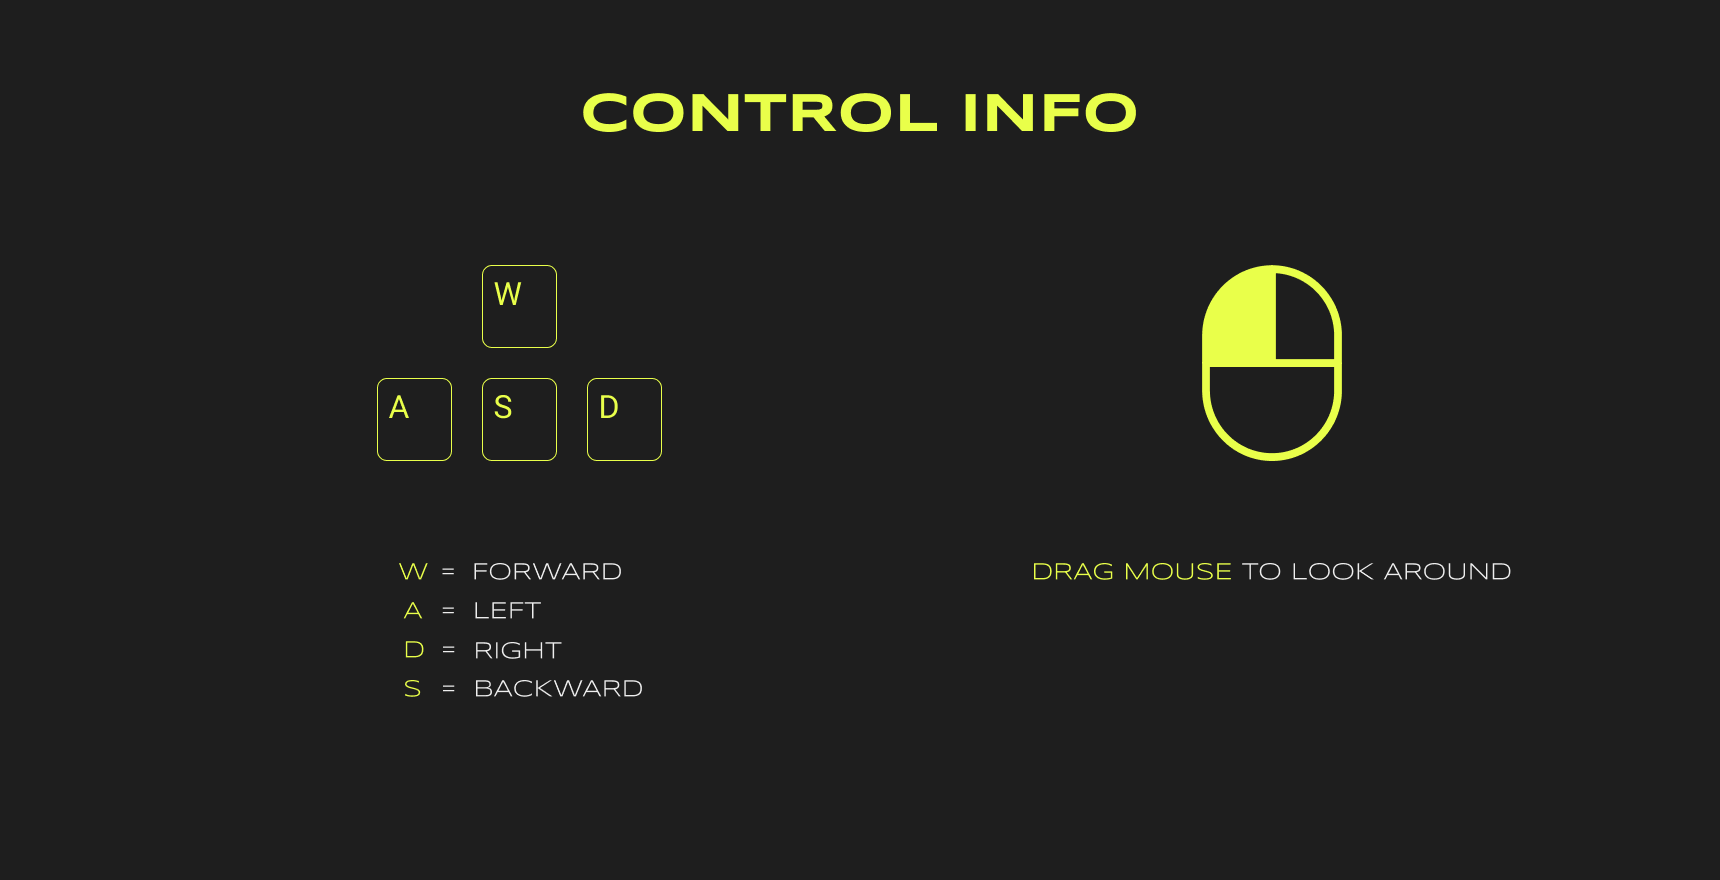 CONTROL INFO
W
A S D
W = FORWARD
A = LEFT
D = RIGHT
S = BACKWARD
DRAG MOUSE TO LOOK AROUND